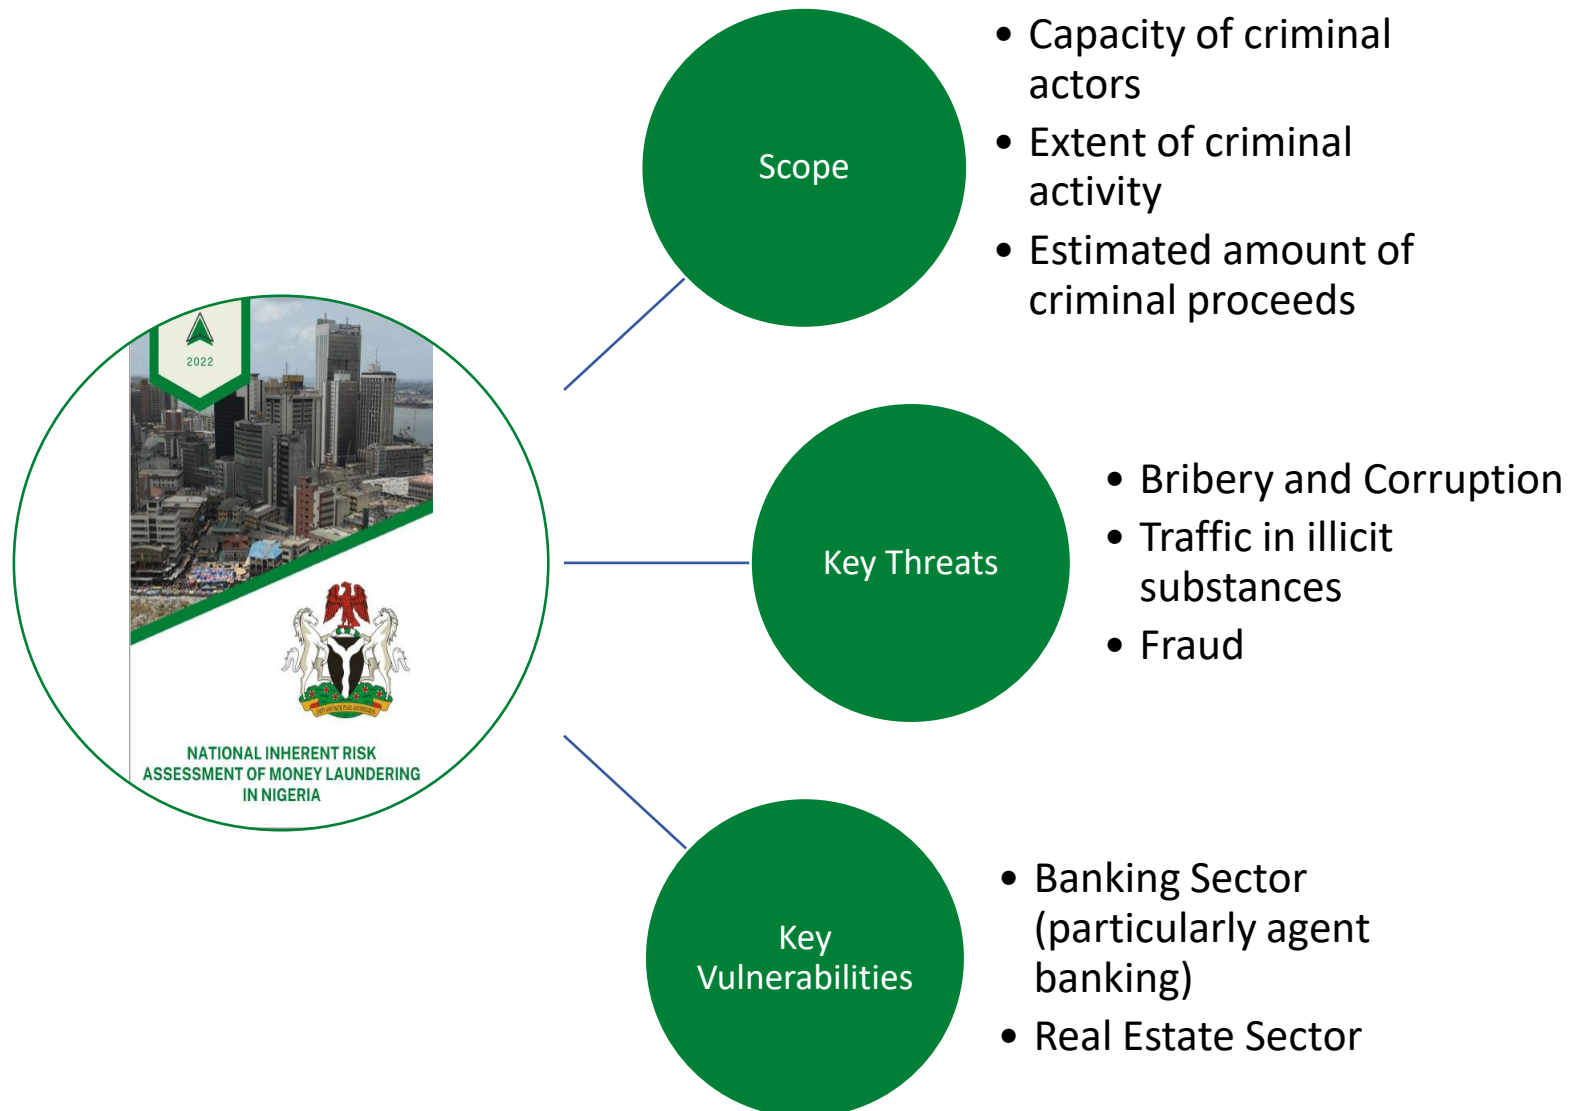 Scope
• Capacity of criminal
actors
• Extent of criminal
activity
• Estimated amount of
criminal proceeds
2022
NATIONAL INHERENT RISK
ASSESSMENT OF MONEY LAUNDERING
IN NIGERIA
Key Threats
• Bribery and Corruption
• Traffic in illicit
substances
• Fraud
Key
Vulnerabilities
• Banking Sector
(particularly agent
banking)
• Real Estate Sector